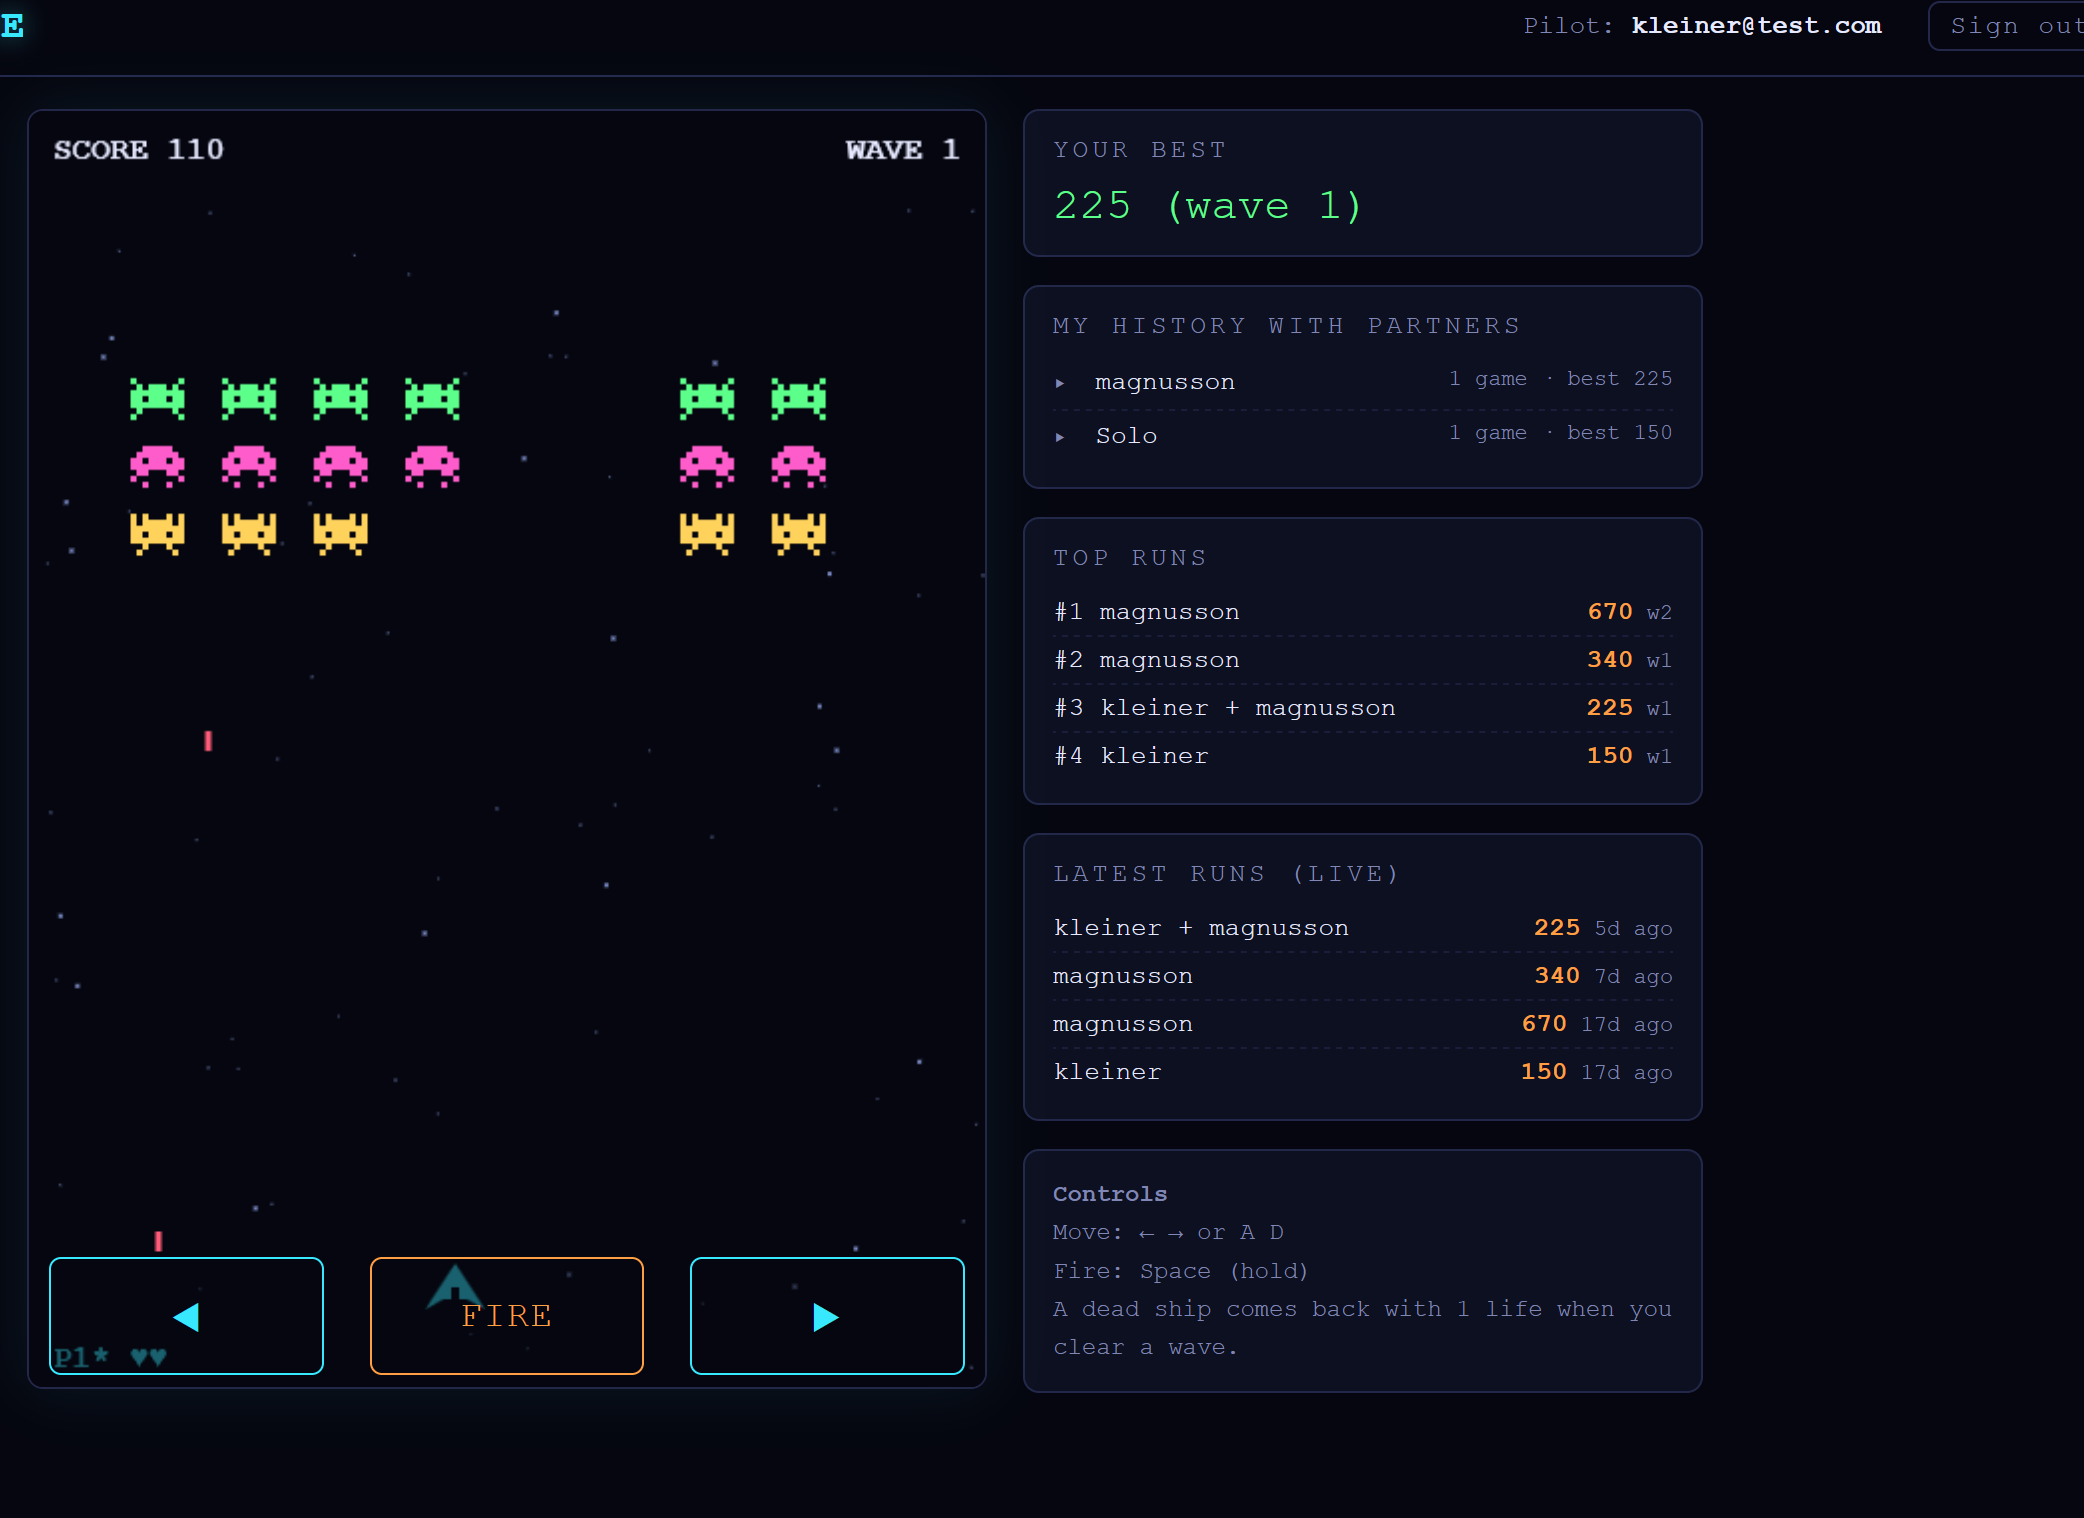 E
Pilot: kleiner@test.com
Sign out
SCORE 110
WAVE 1
◀
FIRE
▶
P1* ♥♥
YOUR BEST
225 (wave 1)
MY HISTORY WITH PARTNERS
▸ magnusson 1 game · best 225
▸ Solo 1 game · best 150
TOP RUNS
#1 magnusson 670 w2
#2 magnusson 340 w1
#3 kleiner + magnusson 225 w1
#4 kleiner 150 w1
LATEST RUNS (LIVE)
kleiner + magnusson 225 5d ago
magnusson 340 7d ago
magnusson 670 17d ago
kleiner 150 17d ago
Controls
Move: ← → or A D
Fire: Space (hold)
A dead ship comes back with 1 life when you
clear a wave.